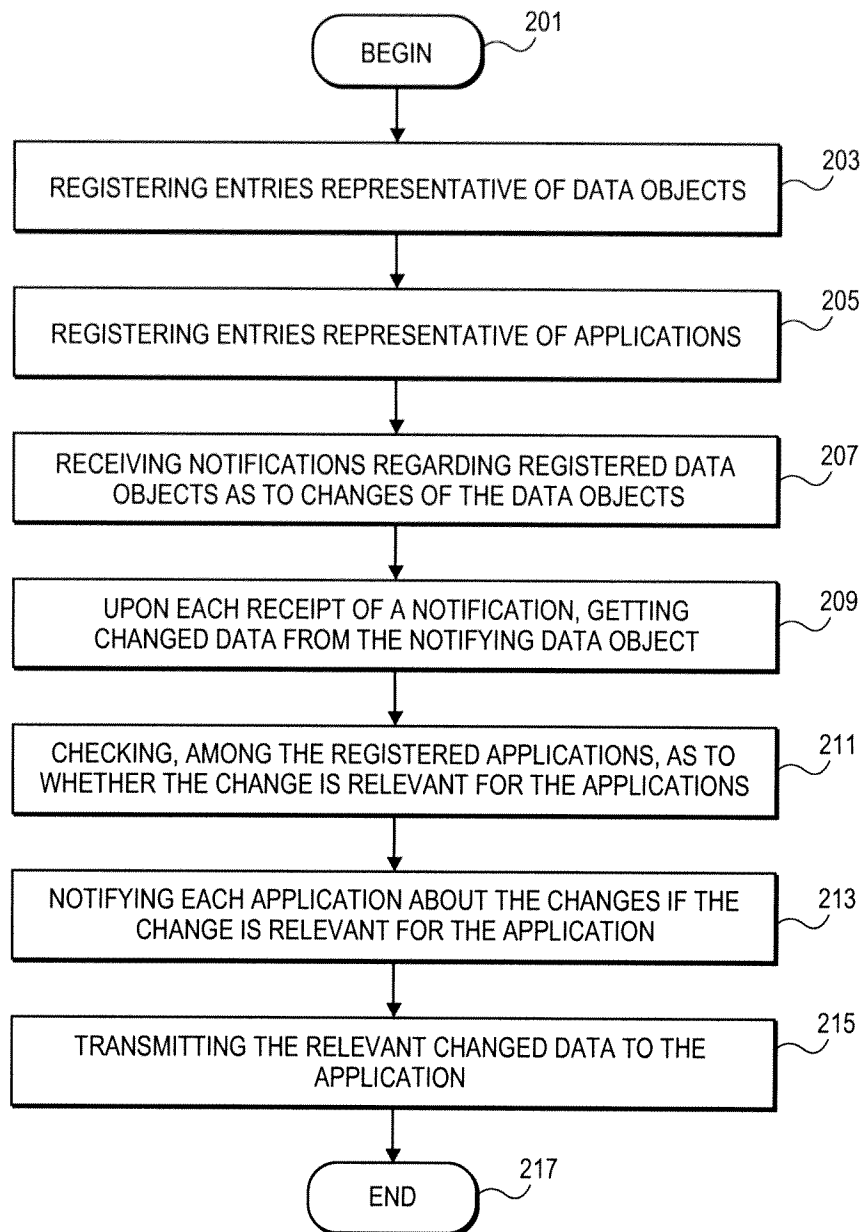 BEGIN
201
REGISTERING ENTRIES REPRESENTATIVE OF DATA OBJECTS
203
REGISTERING ENTRIES REPRESENTATIVE OF APPLICATIONS
205
RECEIVING NOTIFICATIONS REGARDING REGISTERED DATA
OBJECTS AS TO CHANGES OF THE DATA OBJECTS
207
UPON EACH RECEIPT OF A NOTIFICATION, GETTING
CHANGED DATA FROM THE NOTIFYING DATA OBJECT
209
CHECKING, AMONG THE REGISTERED APPLICATIONS, AS TO
WHETHER THE CHANGE IS RELEVANT FOR THE APPLICATIONS
211
NOTIFYING EACH APPLICATION ABOUT THE CHANGES IF THE
CHANGE IS RELEVANT FOR THE APPLICATION
213
TRANSMITTING THE RELEVANT CHANGED DATA TO THE
APPLICATION
215
END
217